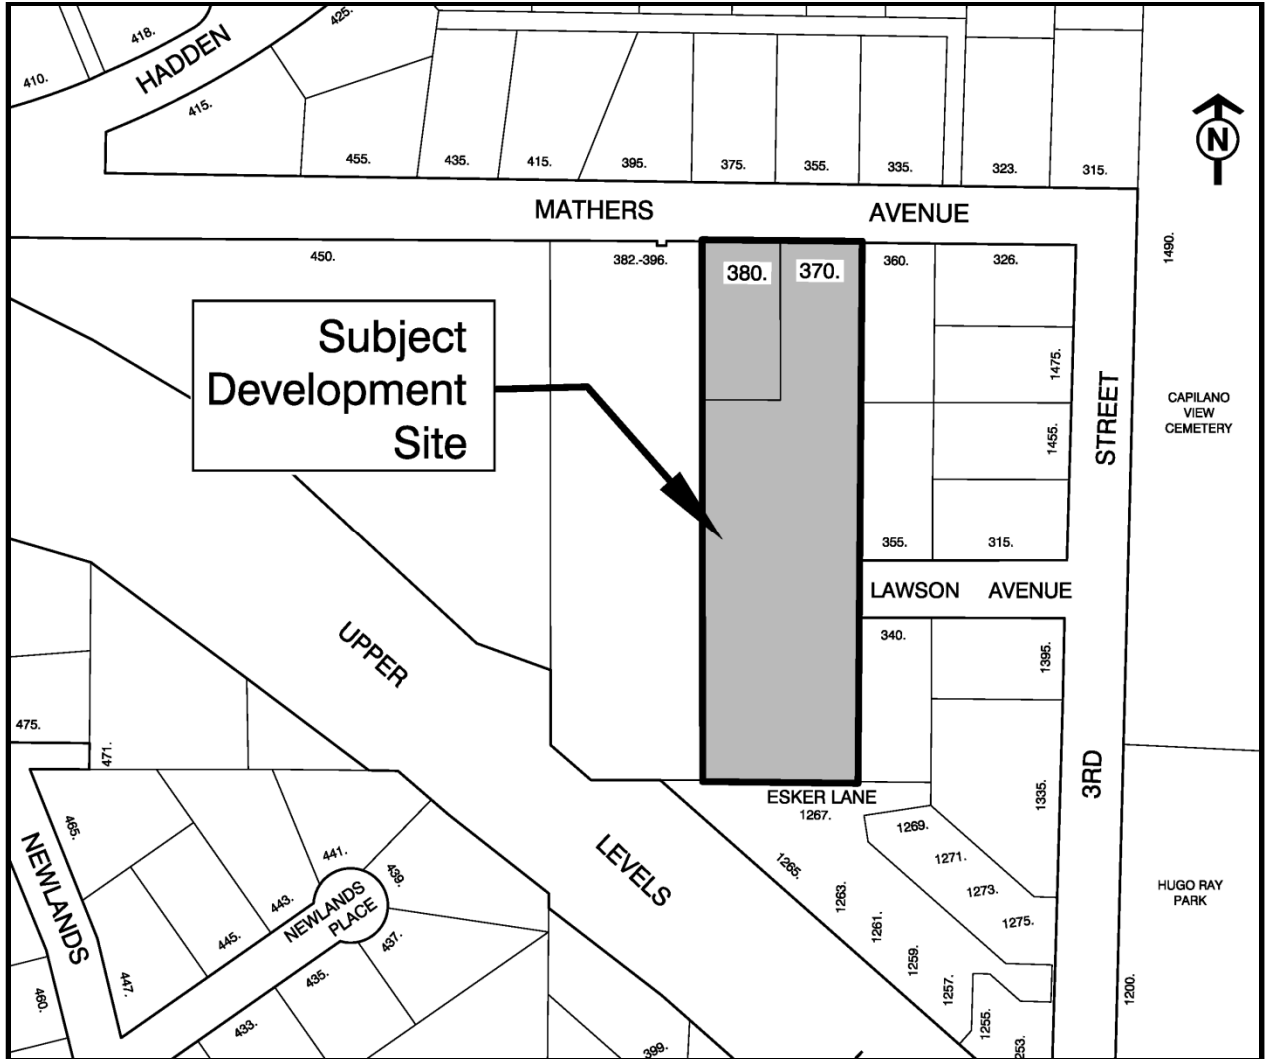 418.
425.
HADDEN
410.
415.
N
455.
435.
415.
395.
375.
355.
335.
323.
315.
MATHERS AVENUE
1490.
450.
382.-396.
380.
370.
360.
326.
Subject
Development
Site
1475.
STREET
CAPILANO
VIEW
CEMETERY
1455.
355.
315.
LAWSON AVENUE
UPPER
340.
1395.
475.
471.
3RD
ESKER LANE
1267.
1335.
465.
1269.
NEWLANDS
441.
439.
LEVELS
1265.
1271.
443.
NEWLANDS
PLACE
1263.
1273.
HUGO RAY
PARK
445.
437.
1261.
1275.
447.
435.
1259.
460.
1257.
1200.
433.
1255.
399.
253.